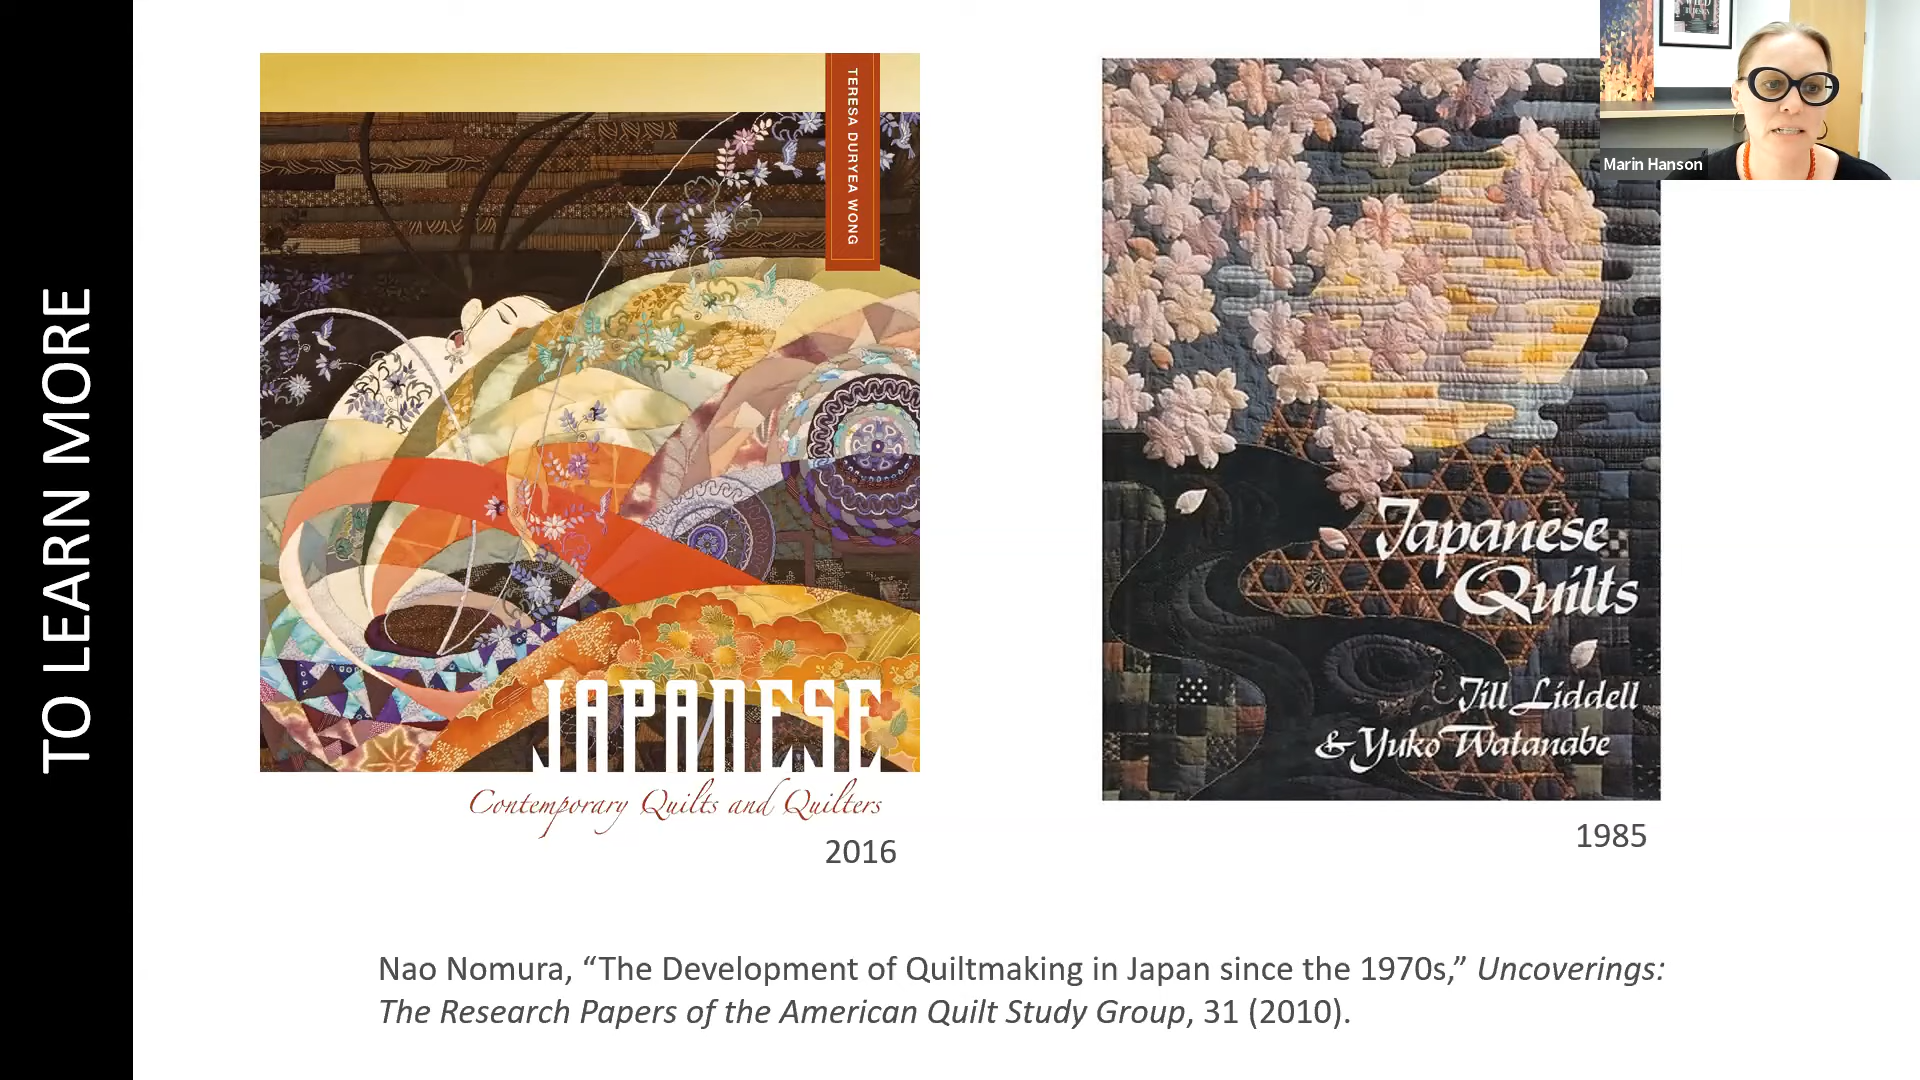 TO LEARN MORE
TERESA DURYEA WONG
JAPANESE
Contemporary Quilts and Quilters
2016
Japanese
Quilts
Jill Liddell
& Yuko Watanabe
1985
Marin Hanson
Nao Nomura, “The Development of Quiltmaking in Japan since the 1970s,” Uncoverings:
The Research Papers of the American Quilt Study Group, 31 (2010).